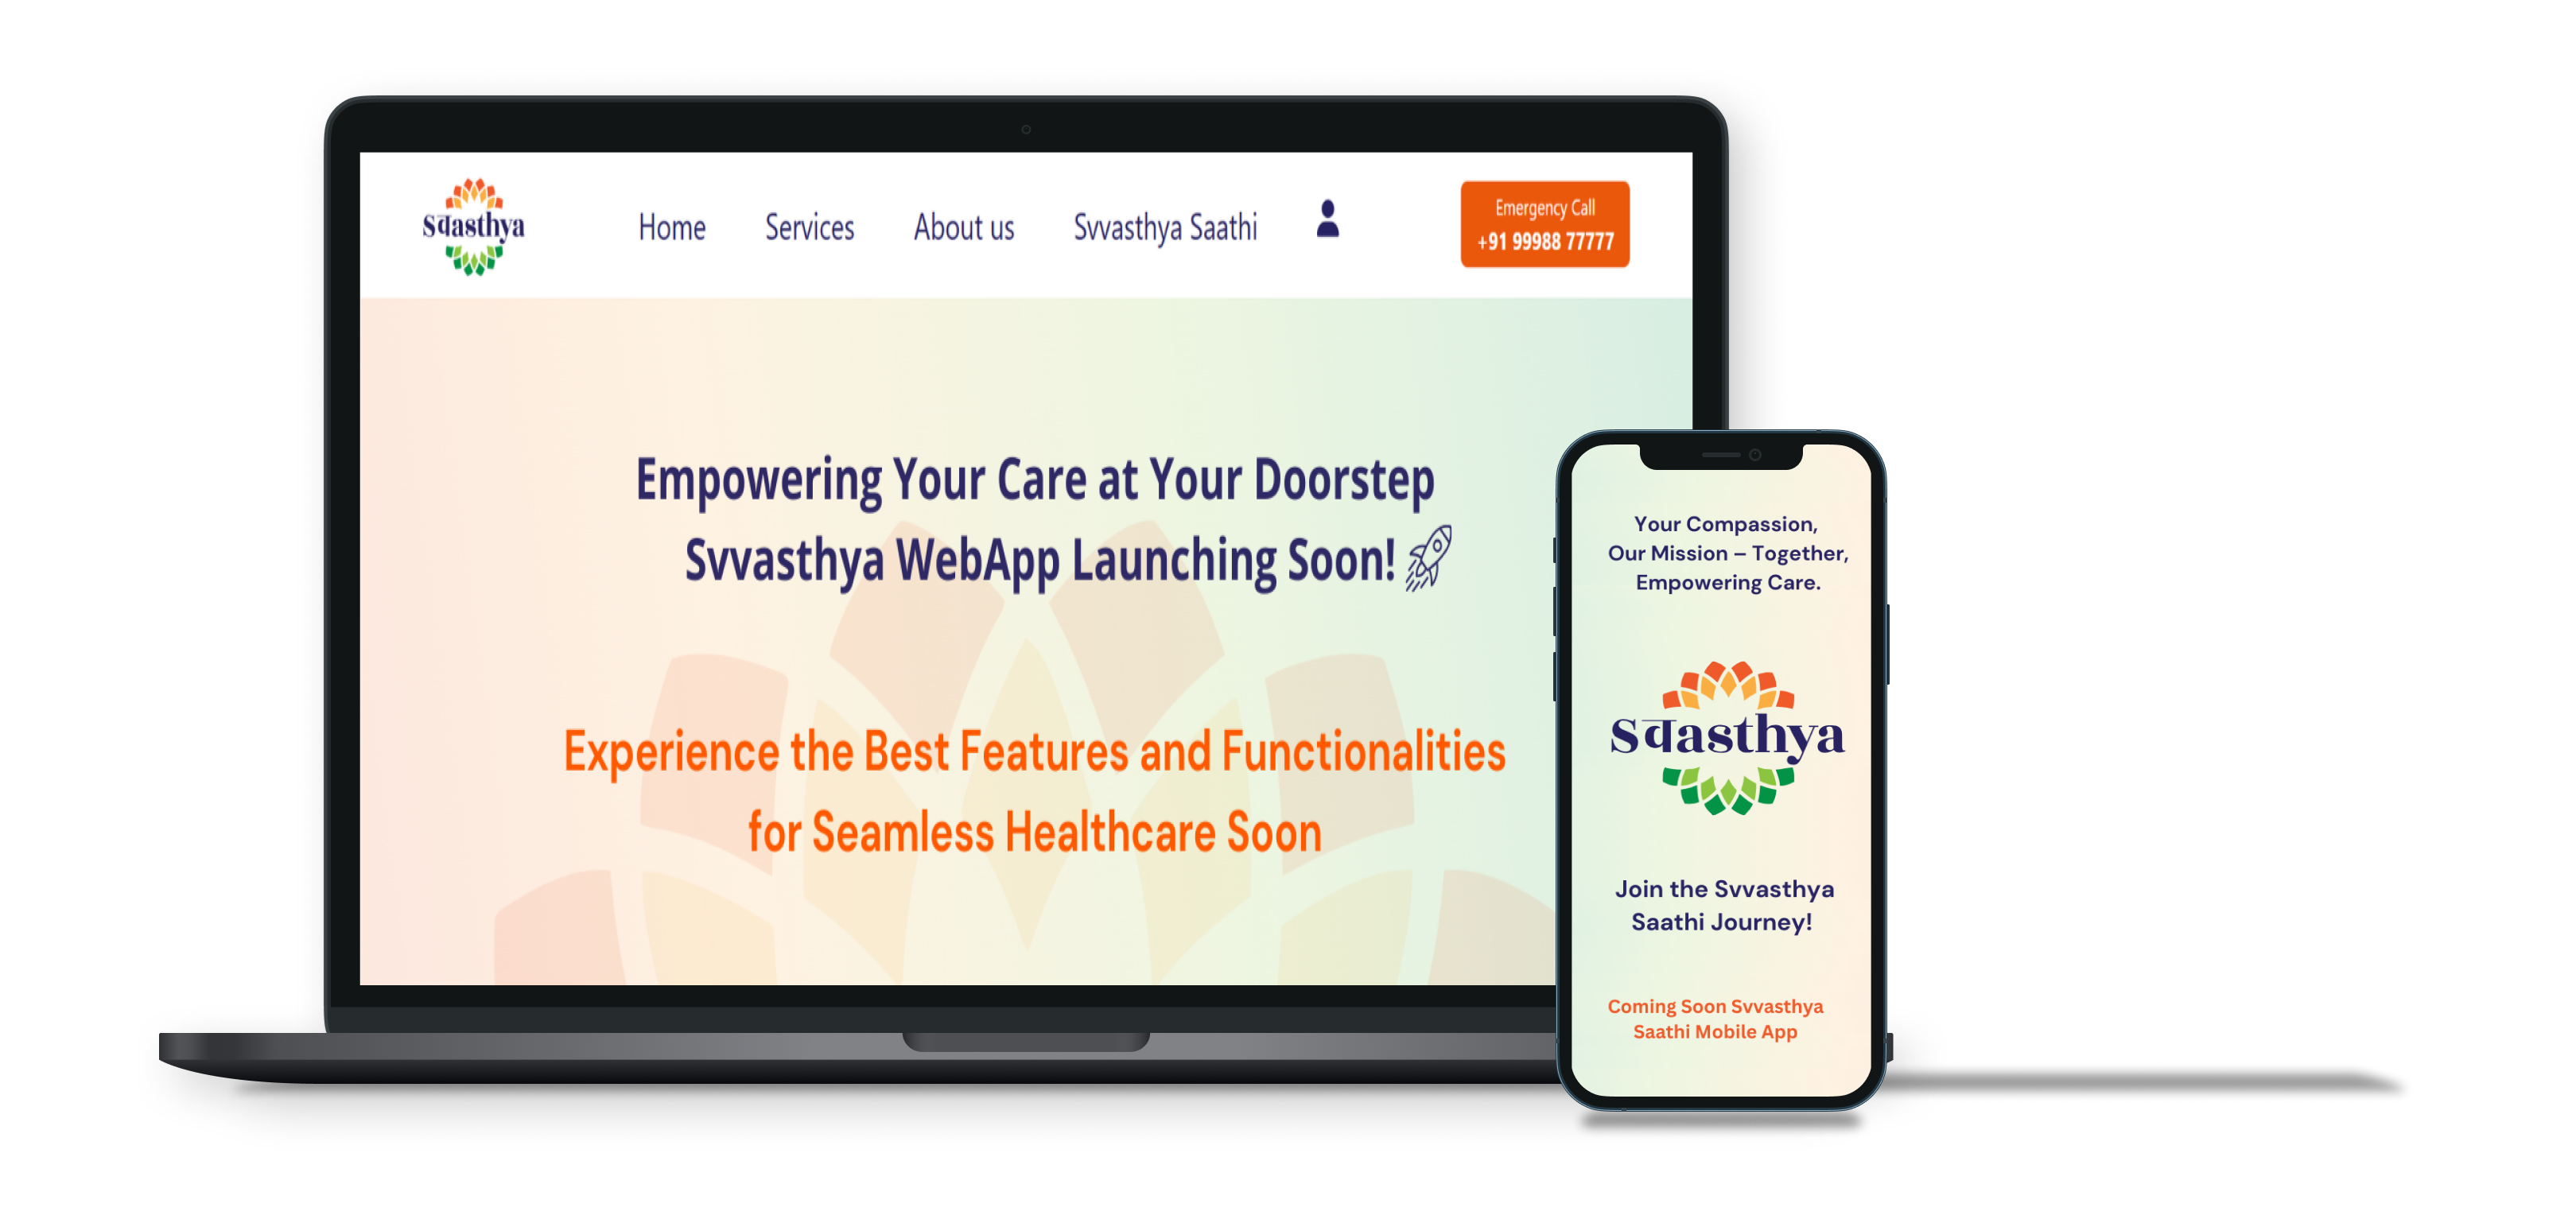 Sवasthya
Home
Services
About us
Svvasthya Saathi
Emergency Call
+91 99988 77777
Empowering Your Care at Your Doorstep
Svvasthya WebApp Launching Soon!
Experience the Best Features and Functionalities
for Seamless Healthcare Soon
Your Compassion,
Our Mission – Together,
Empowering Care.
Sवasthya
Join the Svvasthya
Saathi Journey!
Coming Soon Svvasthya
Saathi Mobile App